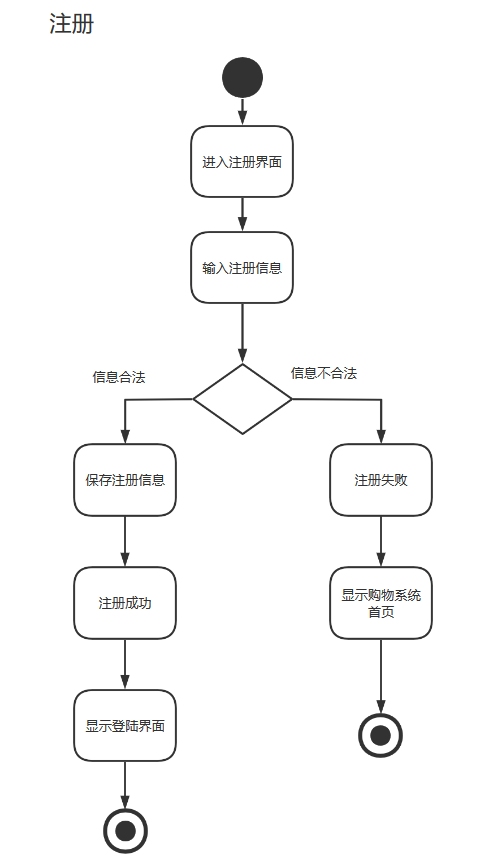 注册
进入注册界面
输入注册信息
信息合法
信息不合法
保存注册信息
注册失败
注册成功
显示购物系统
首页
显示登陆界面